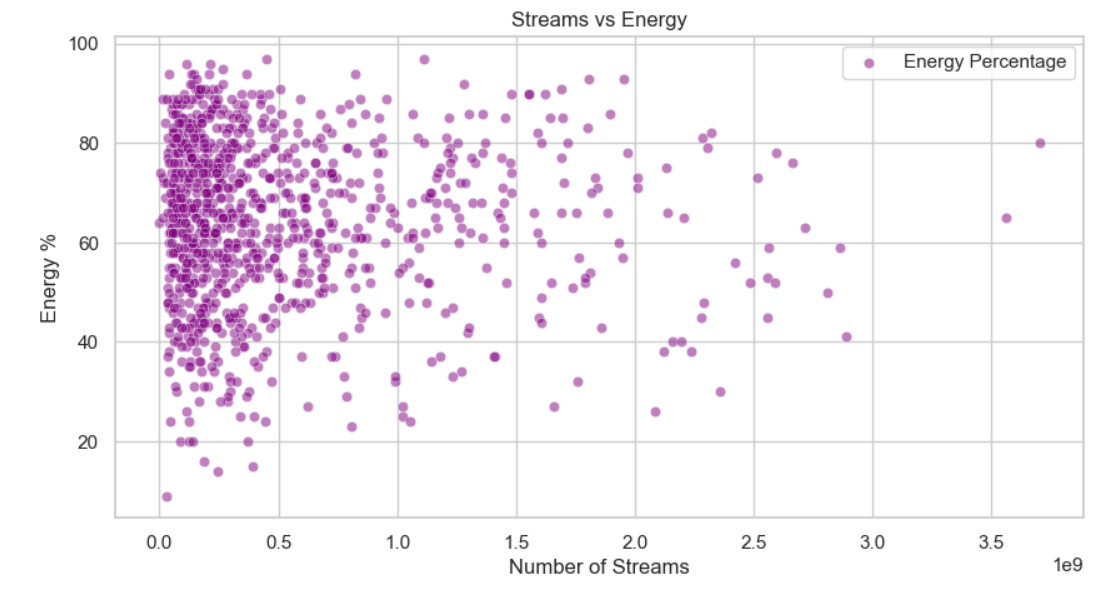 Streams vs Energy
Energy Percentage
Energy %
100
80
60
40
20
0.0 0.5 1.0 1.5 2.0 2.5 3.0 3.5
1e9
Number of Streams